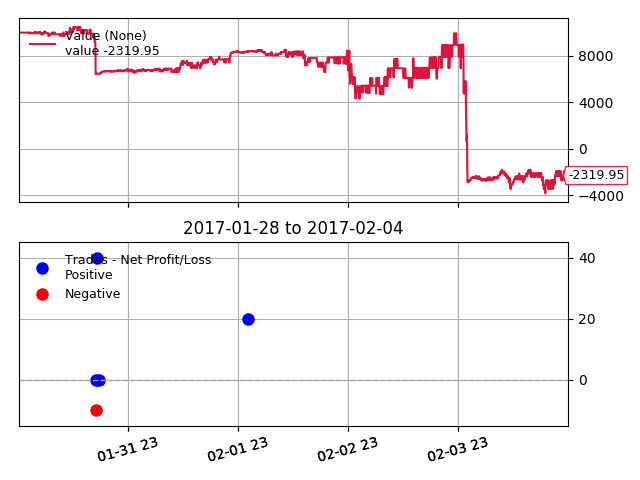 Value (None)
value -2319.95
8000
4000
0
-2319.95
−4000
2017-01-28 to 2017-02-04
Trades - Net Profit/Loss
Positive
Negative
40
20
0
01-31 23
02-01 23
02-02 23
02-03 23